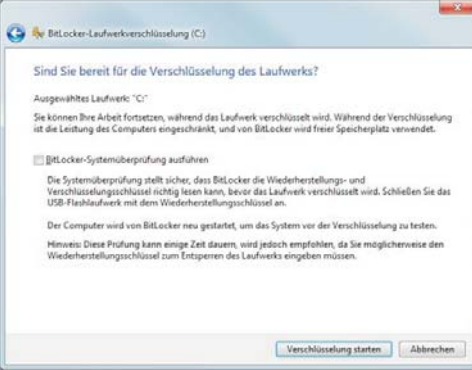 BitLocker-Laufwerkverschlüsselung (C:)
Sind Sie bereit für die Verschlüsselung des Laufwerks?
Ausgewähltes Laufwerk: "C:"
Sie können Ihre Arbeit fortsetzen, während das Laufwerk verschlüsselt wird. Während der Verschlüsselung
ist die Leistung des Computers eingeschränkt, und von BitLocker wird freier Speicherplatz verwendet.
BitLocker-Systemüberprüfung ausführen
Die Systemüberprüfung stellt sicher, dass BitLocker die Wiederherstellungs- und
Verschlüsselungsschlüssel richtig lesen kann, bevor das Laufwerk verschlüsselt wird. Schließen Sie das
USB-Flashlaufwerk mit dem Wiederherstellungsschlüssel an.
Der Computer wird von BitLocker neu gestartet, um das System vor der Verschlüsselung zu testen.
Hinweis: Diese Prüfung kann einige Zeit dauern, wird jedoch empfohlen, da Sie möglicherweise den
Wiederherstellungsschlüssel zum Entsperren des Laufwerks eingeben müssen.
Verschlüsselung starten Abbrechen